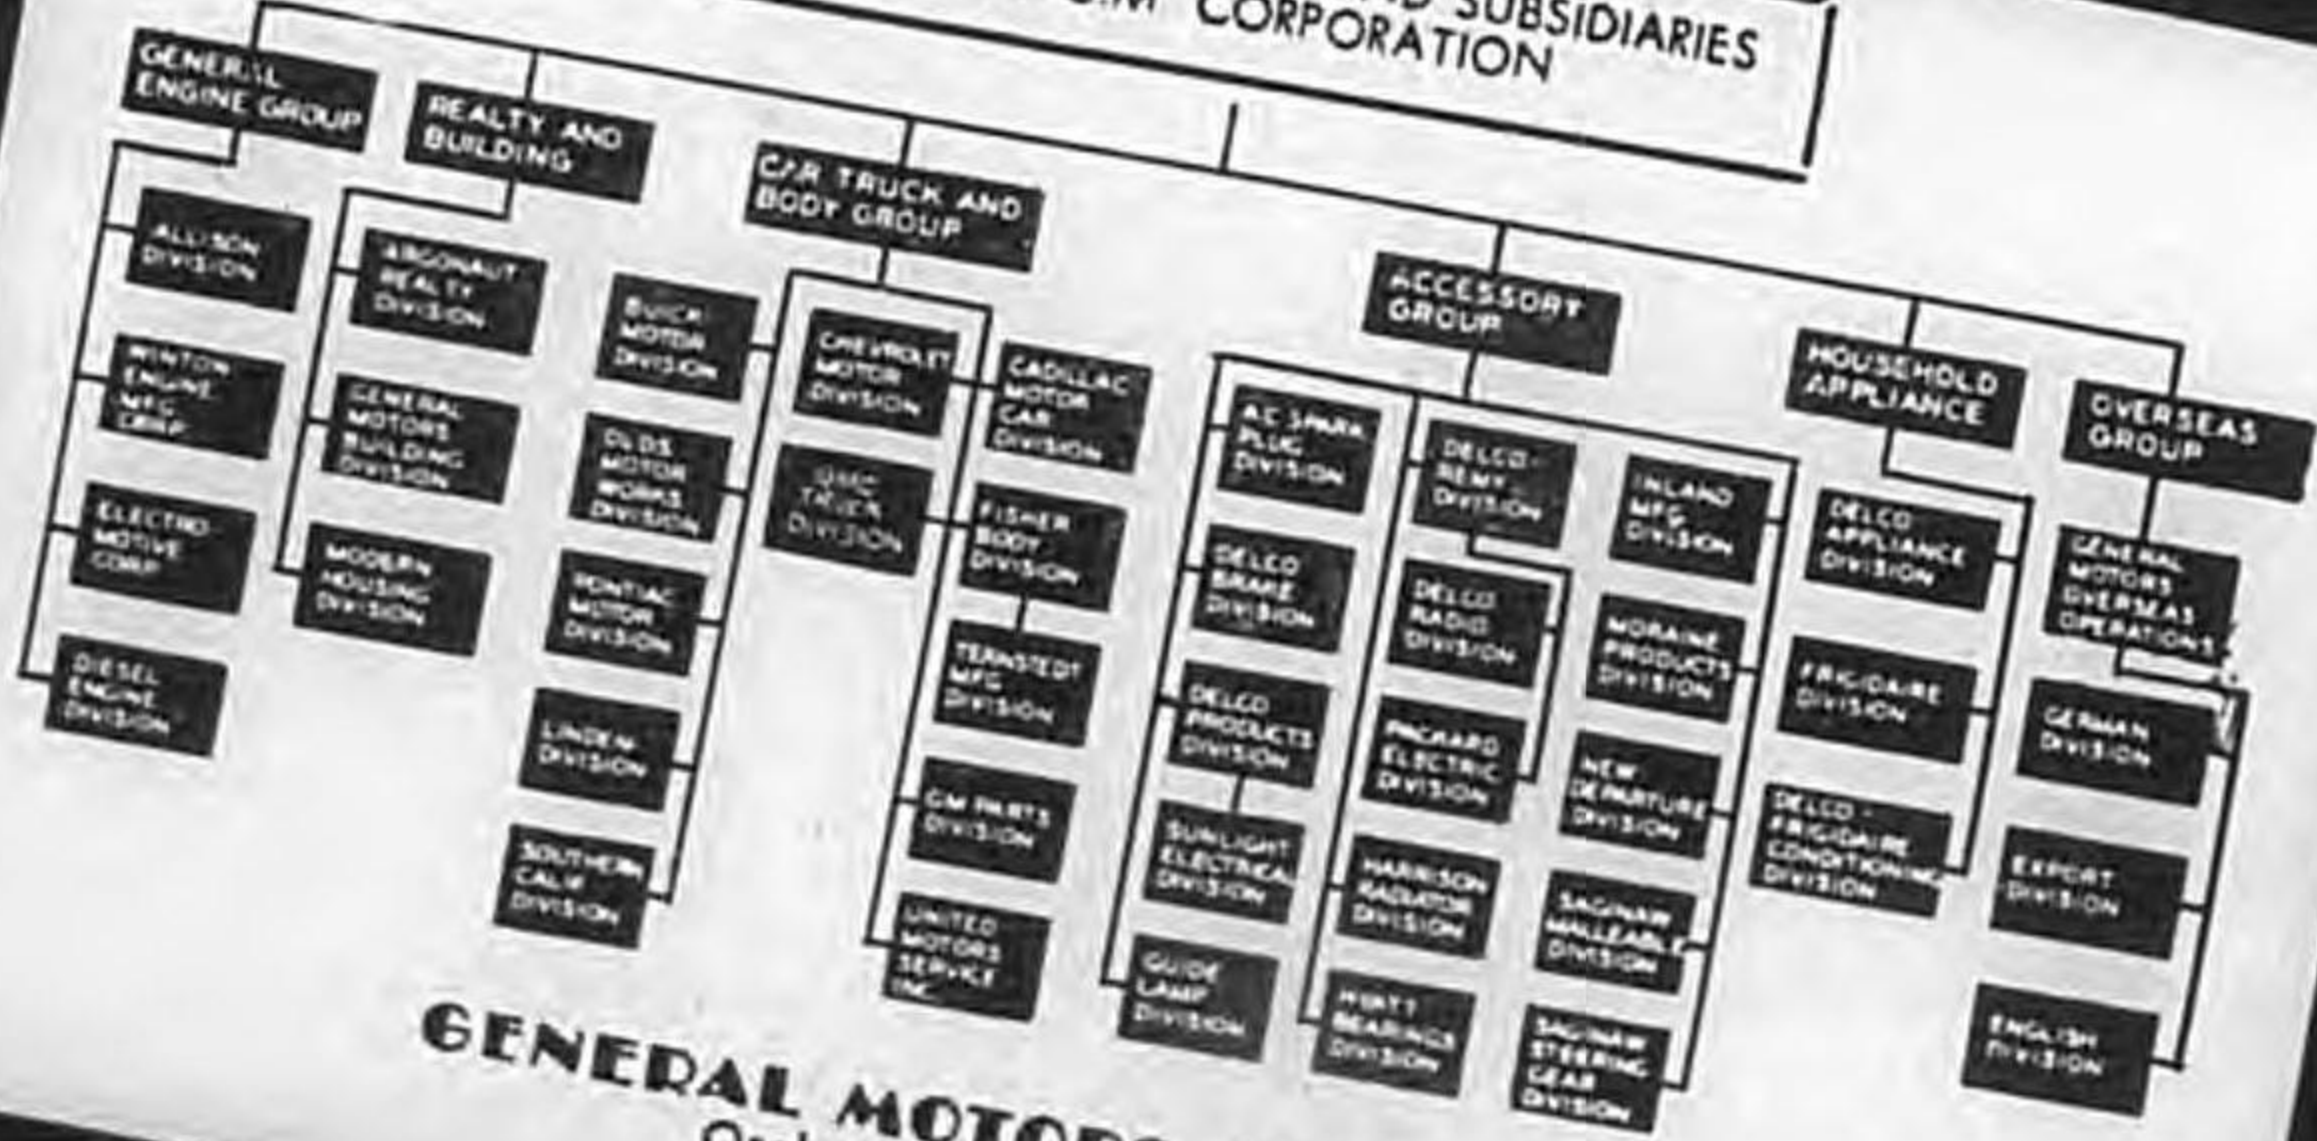 SUBSIDIARIES
CORPORATION
GENERAL
ENGINE GROUP
ALLISON
DIVISION
WINTON
ENGINE
MFG
CORP
ELECTRO
MOTIVE
CORP
DIESEL
ENGINE
DIVISION
REALTY AND
BUILDING
ARGONAUT
REALTY
DIVISION
GENERAL
MOTORS
BUILDING
DIVISION
MODERN
HOUSING
DIVISION
CAR TRUCK AND
BODY GROUP
BUICK
MOTOR
DIVISION
OLDS
MOTOR
WORKS
DIVISION
PONTIAC
MOTOR
DIVISION
LINDEN
DIVISION
SOUTHERN
CALIF
DIVISION
CHEVROLET
MOTOR
DIVISION
GMC
TRUCK
DIVISION
CADILLAC
MOTOR
CAR
DIVISION
FISHER
BODY
DIVISION
TERNSTEDT
MFG
DIVISION
GM PARTS
DIVISION
UNITED
MOTORS
SERVICE
INC.
ACCESSORY
GROUP
AC SPARK
PLUG
DIVISION
DELCO
BRAKE
DIVISION
DELCO
PRODUCTS
DIVISION
SUNLIGHT
ELECTRICAL
DIVISION
GUIDE
LAMP
DIVISION
DELCO-
REMY
DIVISION
DELCO
RADIO
DIVISION
PACKARD
ELECTRIC
DIVISION
HARRISON
RADIATOR
DIVISION
HYATT
BEARINGS
DIVISION
INLAND
MFG
DIVISION
MORAINE
PRODUCTS
DIVISION
NEW
DEPARTURE
DIVISION
SAGINAW
MALLEABLE
DIVISION
SAGINAW
STEERING
GEAR
DIVISION
HOUSEHOLD
APPLIANCE
DELCO
APPLIANCE
DIVISION
FRIGIDAIRE
DIVISION
DELCO-
FRIGIDAIRE
CONDITIONING
DIVISION
OVERSEAS
GROUP
GENERAL
MOTORS
OVERSEAS
OPERATIONS
GERMAN
DIVISION
EXPORT
DIVISION
ENGLISH
DIVISION
GENERAL MOTORS